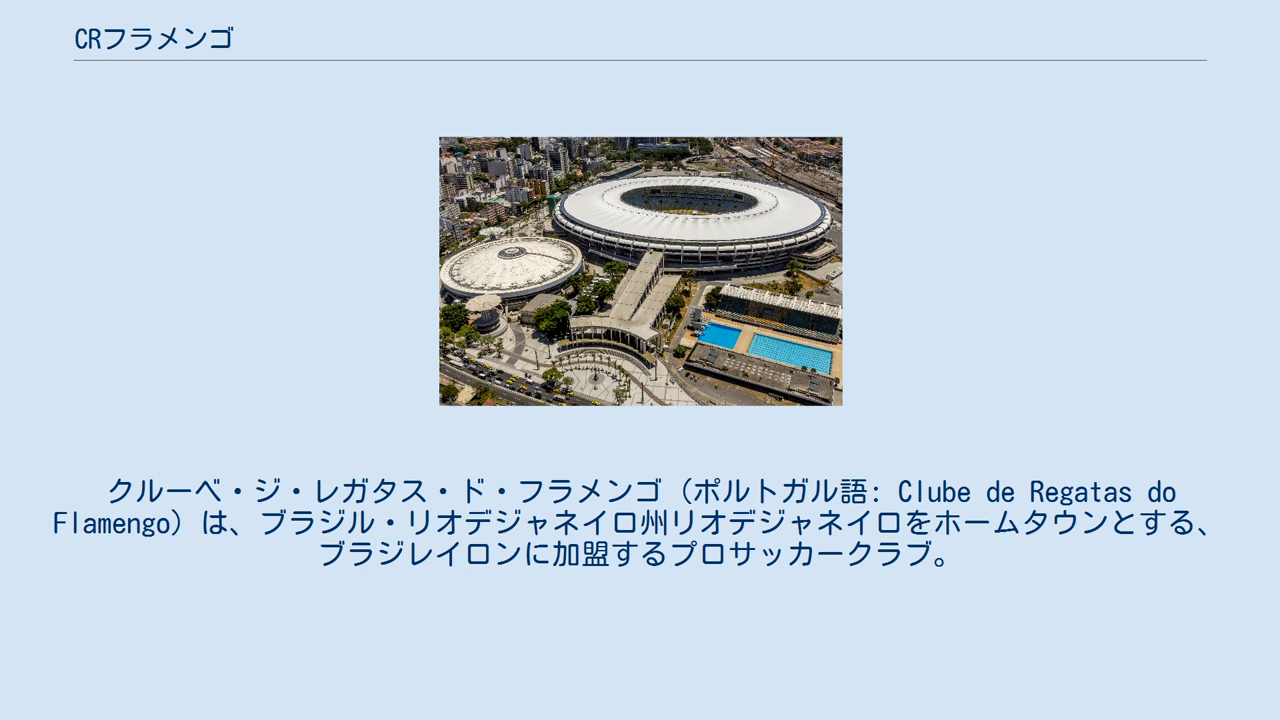 CRフラメンゴ
クルーベ・ジ・レガタス・ド・フラメンゴ（ポルトガル語: Clube de Regatas do
Flamengo）は、ブラジル・リオデジャネイロ州リオデジャネイロをホームタウンとする、
ブラジレイロンに加盟するプロサッカークラブ。